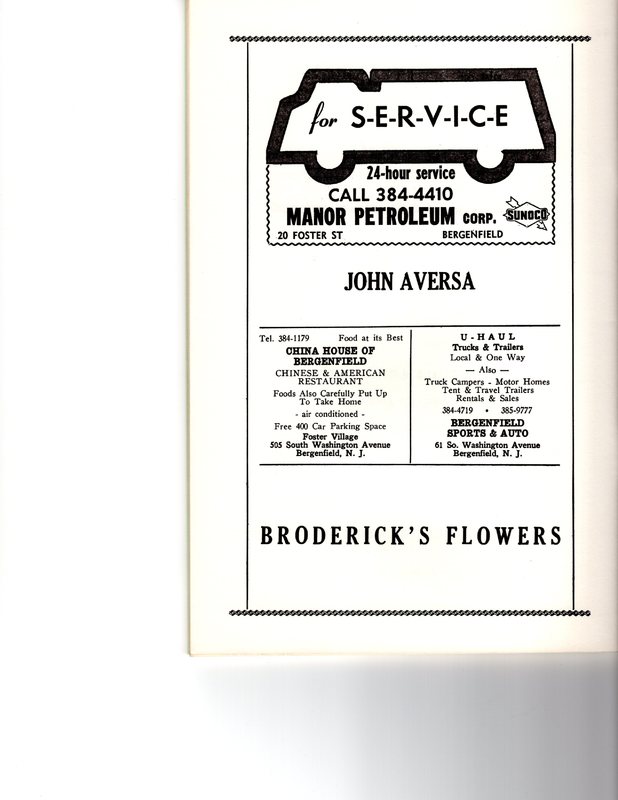 for S-E-R-V-I-C-E
24-hour service
CALL 384-4410
MANOR PETROLEUM CORP.
SUNOCO
20 FOSTER ST BERGENFIELD
JOHN AVERSA
Tel. 384-1179 Food at its Best
CHINA HOUSE OF
BERGENFIELD
CHINESE & AMERICAN
RESTAURANT
Foods Also Carefully Put Up
To Take Home
- air conditioned -
Free 400 Car Parking Space
Foster Village
505 South Washington Avenue
Bergenfield, N. J.
U-HAUL
Trucks & Trailers
Local & One Way
— Also —
Truck Campers - Motor Homes
Tent & Travel Trailers
Rentals & Sales
384-4719 • 385-9777
BERGENFIELD
SPORTS & AUTO
61 So. Washington Avenue
Bergenfield, N. J.
BRODERICK'S FLOWERS